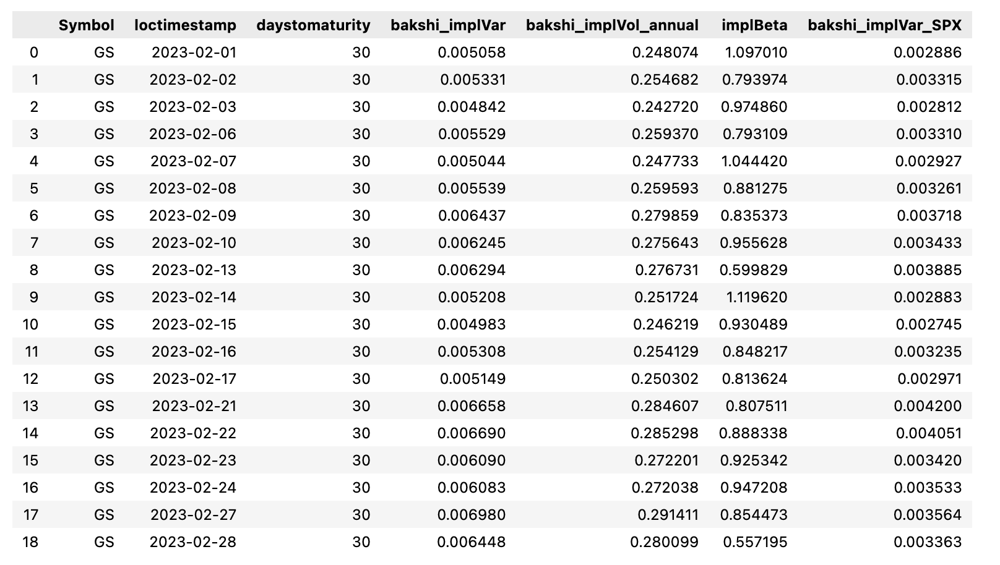 Symbol loctimestamp daystomaturity bakshi_implVar bakshi_implVol_annual implBeta bakshi_implVar_SPX
0 GS 2023-02-01 30 0.005058 0.248074 1.097010 0.002886
1 GS 2023-02-02 30 0.005331 0.254682 0.793974 0.003315
2 GS 2023-02-03 30 0.004842 0.242720 0.974860 0.002812
3 GS 2023-02-06 30 0.005529 0.259370 0.793109 0.003310
4 GS 2023-02-07 30 0.005044 0.247733 1.044420 0.002927
5 GS 2023-02-08 30 0.005539 0.259593 0.881275 0.003261
6 GS 2023-02-09 30 0.006437 0.279859 0.835373 0.003718
7 GS 2023-02-10 30 0.006245 0.275643 0.955628 0.003433
8 GS 2023-02-13 30 0.006294 0.276731 0.599829 0.003885
9 GS 2023-02-14 30 0.005208 0.251724 1.119620 0.002883
10 GS 2023-02-15 30 0.004983 0.246219 0.930489 0.002745
11 GS 2023-02-16 30 0.005308 0.254129 0.848217 0.003235
12 GS 2023-02-17 30 0.005149 0.250302 0.813624 0.002971
13 GS 2023-02-21 30 0.006658 0.284607 0.807511 0.004200
14 GS 2023-02-22 30 0.006690 0.285298 0.888338 0.004051
15 GS 2023-02-23 30 0.006090 0.272201 0.925342 0.003420
16 GS 2023-02-24 30 0.006083 0.272038 0.947208 0.003533
17 GS 2023-02-27 30 0.006980 0.291411 0.854473 0.003564
18 GS 2023-02-28 30 0.006448 0.280099 0.557195 0.003363